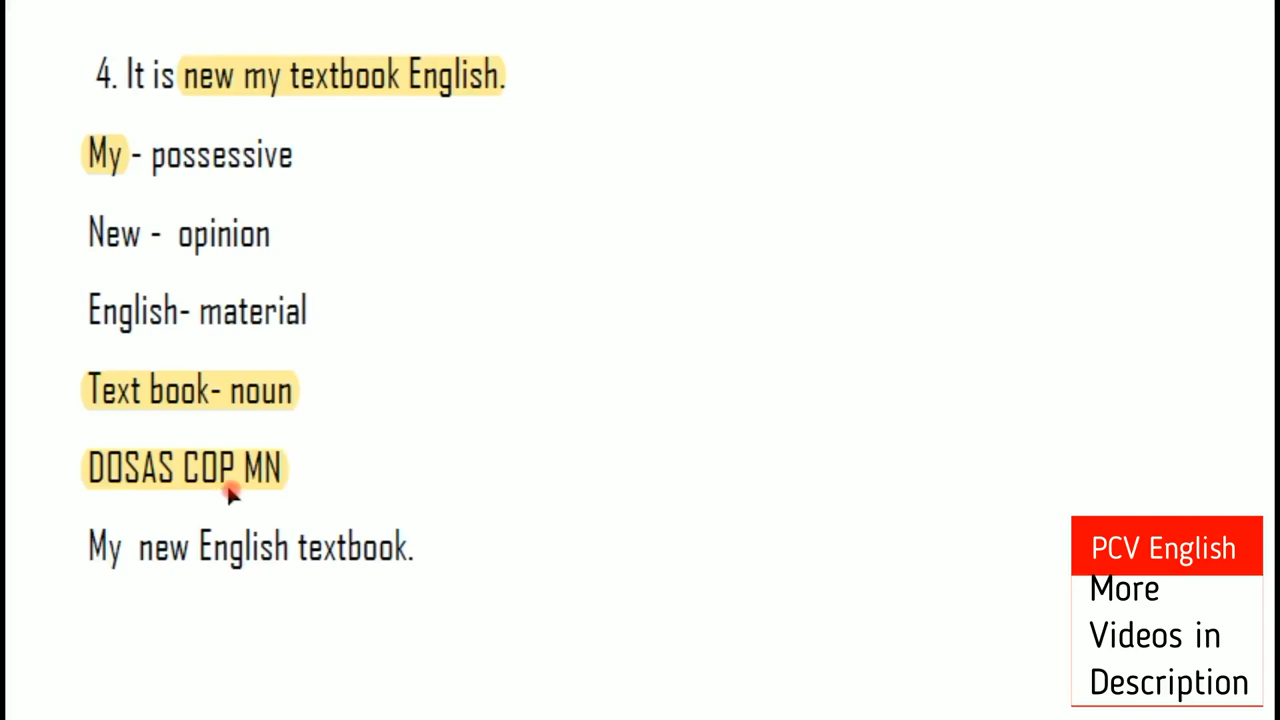 4. It is new my textbook English.
My - possessive
New - opinion
English- material
Text book- noun
DOSAS COP MN
My new English textbook.
PCV English
More
Videos in
Description